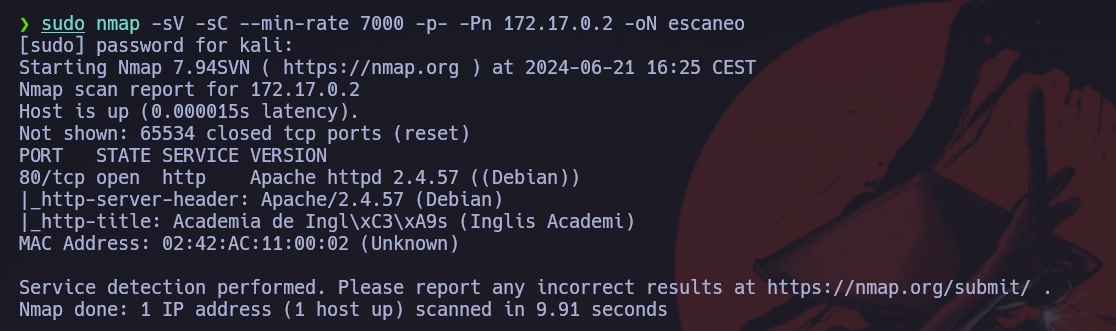 ❯ sudo nmap -sV -sC --min-rate 7000 -p- -Pn 172.17.0.2 -oN escaneo
[sudo] password for kali:
Starting Nmap 7.94SVN ( https://nmap.org ) at 2024-06-21 16:25 CEST
Nmap scan report for 172.17.0.2
Host is up (0.000015s latency).
Not shown: 65534 closed tcp ports (reset)
PORT   STATE SERVICE VERSION
80/tcp open  http    Apache httpd 2.4.57 ((Debian))
|_http-server-header: Apache/2.4.57 (Debian)
|_http-title: Academia de Ingl\xC3\xA9s (Inglis Academi)
MAC Address: 02:42:AC:11:00:02 (Unknown)
Service detection performed. Please report any incorrect results at https://nmap.org/submit/ .
Nmap done: 1 IP address (1 host up) scanned in 9.91 seconds